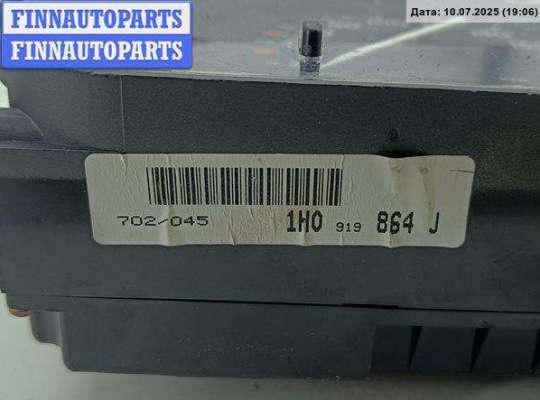 FINNAUTOPARTS
FINNAUTOPARTS
Дата: 10.07.2025 (19:06)
702/045 1H0 919 864 J